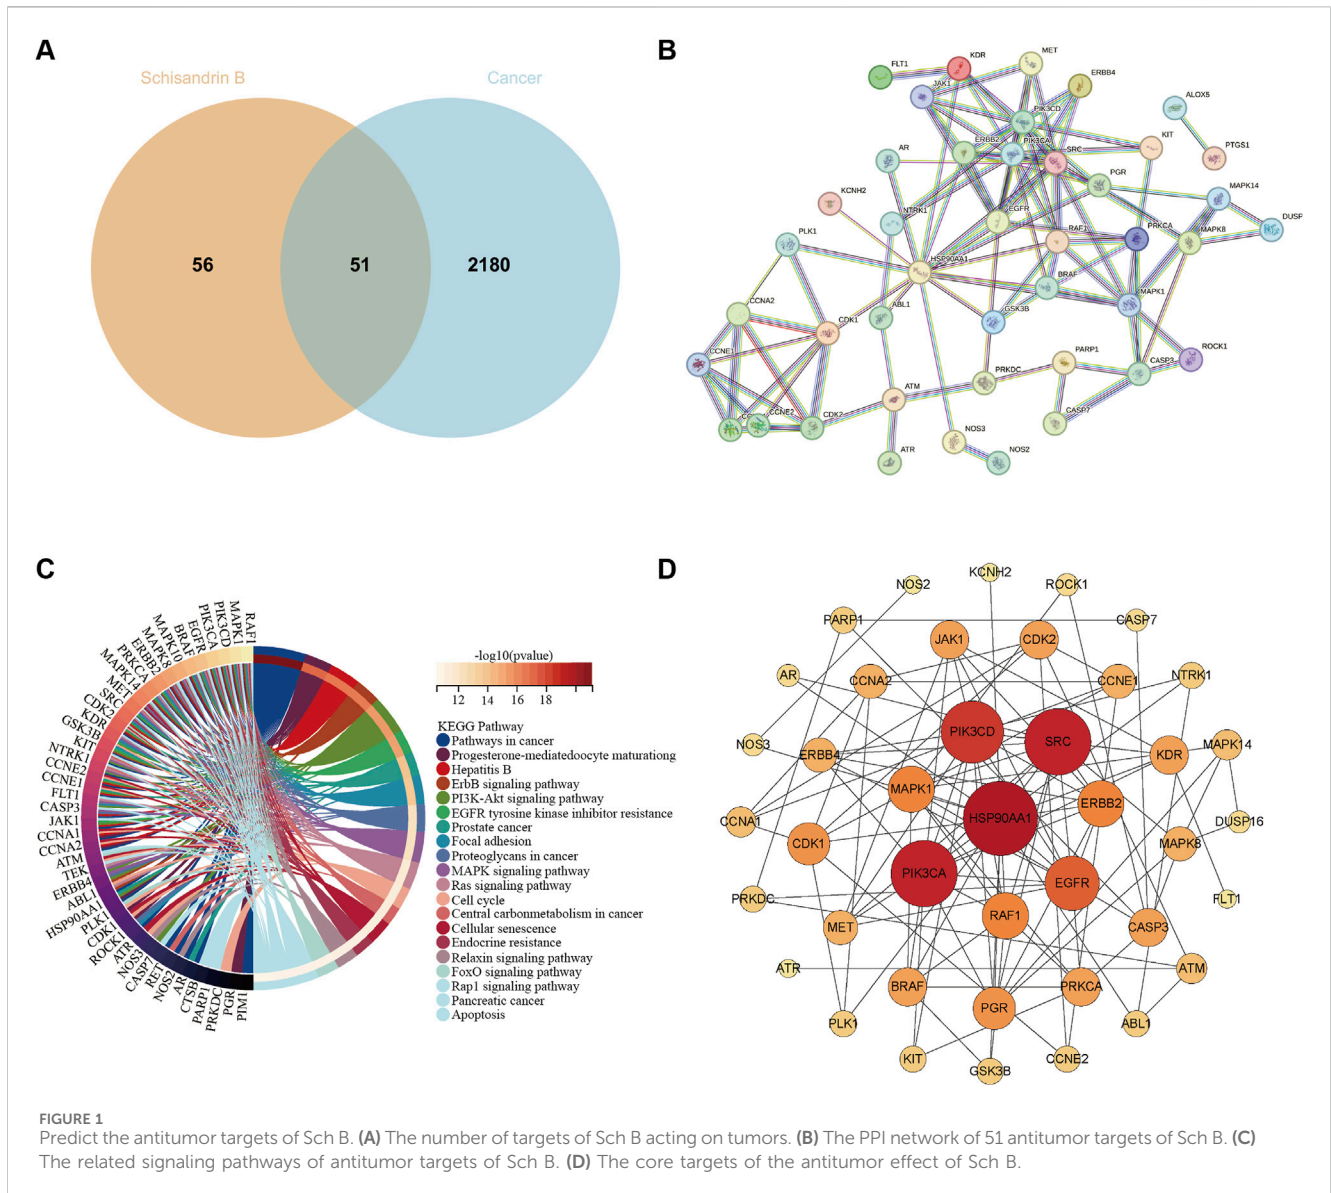 A
Schisandrin B
Cancer
56
51
2180
B
FLT1
KDR
MET
JAK1
ERBB4
PIK3CD
ALOX5
ERBB2
PIK3CA
SRC
KIT
PTGS1
AR
PGR
KCNH2
MAPK14
NTRK1
EGFR
DUSP
PLK1
RAF1
PRKCA
MAPK8
HSP90AA1
BRAF
CCNA2
ABL1
GSK3B
MAPK1
CDK1
CCNE1
PARP1
ROCK1
PRKDC
CASP3
ATM
CCNE2
CDK2
CASP7
NOS3
ATR
NOS2
C
RAF1
MAPK1
PIK3CD
PIK3CA
EGFR
BRAF
MAPK10
MAPK8
ERBB2
PRKCA
MAPK14
MET
SRC
CDK2
KDR
GSK3B
KIT
NTRK1
CCNE2
CCNE1
FLT1
CASP3
JAK1
CCNA1
CCNA2
ATM
TEK
ERBB4
ABL1
HSP90AA1
PLK1
CDK1
ROCK1
ATR
NOS3
CASP7
RET
NOS2
AR
CTSB
PARP1
PRKDC
PGR
PIM1
-log10(pvalue)
12 14 16 18
KEGG Pathway
Pathways in cancer
Progesterone-mediatedoocyte maturationg
Hepatitis B
ErbB signaling pathway
PI3K-Akt signaling pathway
EGFR tyrosine kinase inhibitor resistance
Prostate cancer
Focal adhesion
Proteoglycans in cancer
MAPK signaling pathway
Ras signaling pathway
Cell cycle
Central carbonmetabolism in cancer
Cellular senescence
Endocrine resistance
Relaxin signaling pathway
FoxO signaling pathway
Rap1 signaling pathway
Pancreatic cancer
Apoptosis
D
KCNH2
NOS2
ROCK1
PARP1
CASP7
JAK1
CDK2
AR
CCNA2
CCNE1
NTRK1
PIK3CD
SRC
NOS3
ERBB4
KDR
MAPK14
MAPK1
ERBB2
HSP90AA1
CCNA1
DUSP16
CDK1
MAPK8
PIK3CA
EGFR
PRKDC
FLT1
RAF1
MET
CASP3
ATR
ATM
BRAF
PRKCA
PGR
PLK1
ABL1
KIT
CCNE2
GSK3B
FIGURE 1
Predict the antitumor targets of Sch B. (A) The number of targets of Sch B acting on tumors. (B) The PPI network of 51 antitumor targets of Sch B. (C)
The related signaling pathways of antitumor targets of Sch B. (D) The core targets of the antitumor effect of Sch B.